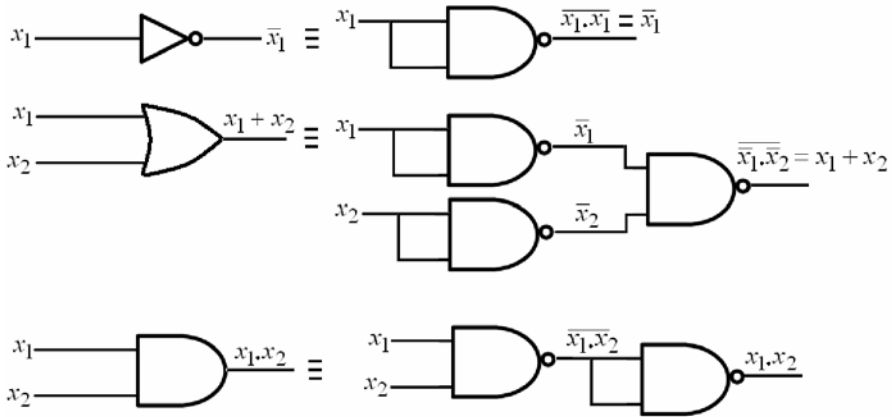 x₁ x̅₁ ≡ x₁ x̅₁̅.̅x̅₁̅ ≡ x̅₁
x₁ x₂ x₁ + x₂ ≡ x₁ x̅₁ x₂ x̅₂ x̿₁̅.̅x̿₂ = x₁ + x₂
x₁ x₂ x₁.x₂ ≡ x₁ x₂ x̅₁̅.̅x̅₂ x₁.x₂